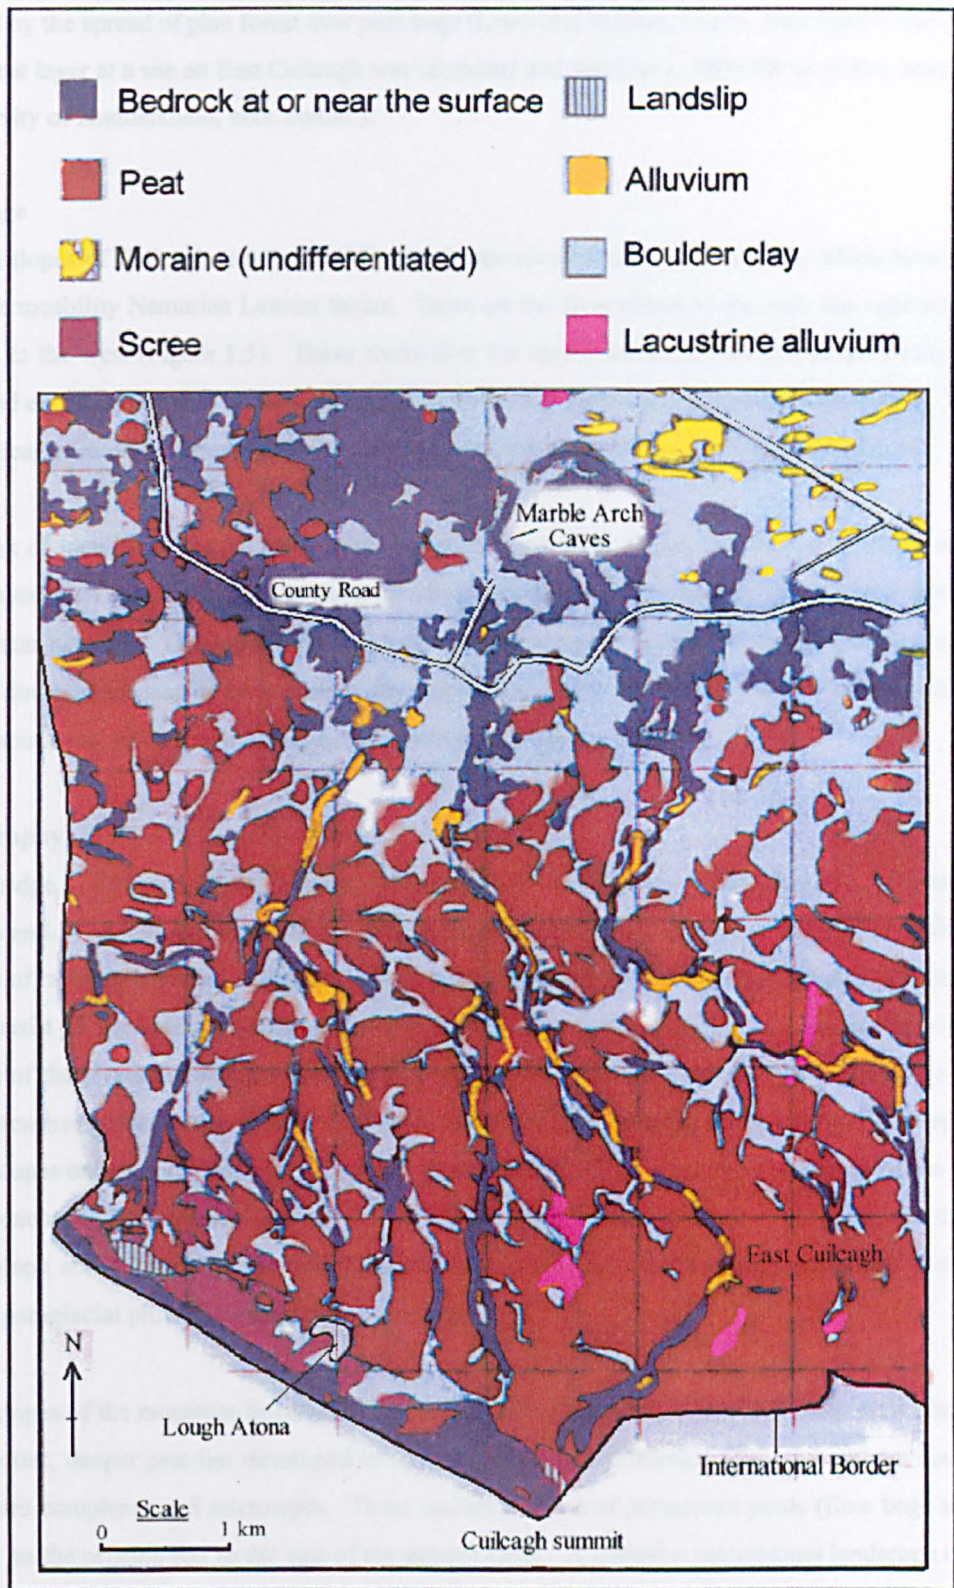 Bedrock at or near the surface
Landslip
Peat
Alluvium
Moraine (undifferentiated)
Boulder clay
Scree
Lacustrine alluvium
Marble Arch
Caves
County Road
East Cuilcagh
N
Lough Atona
International Border
Scale
0 1 km
Cuilcagh summit